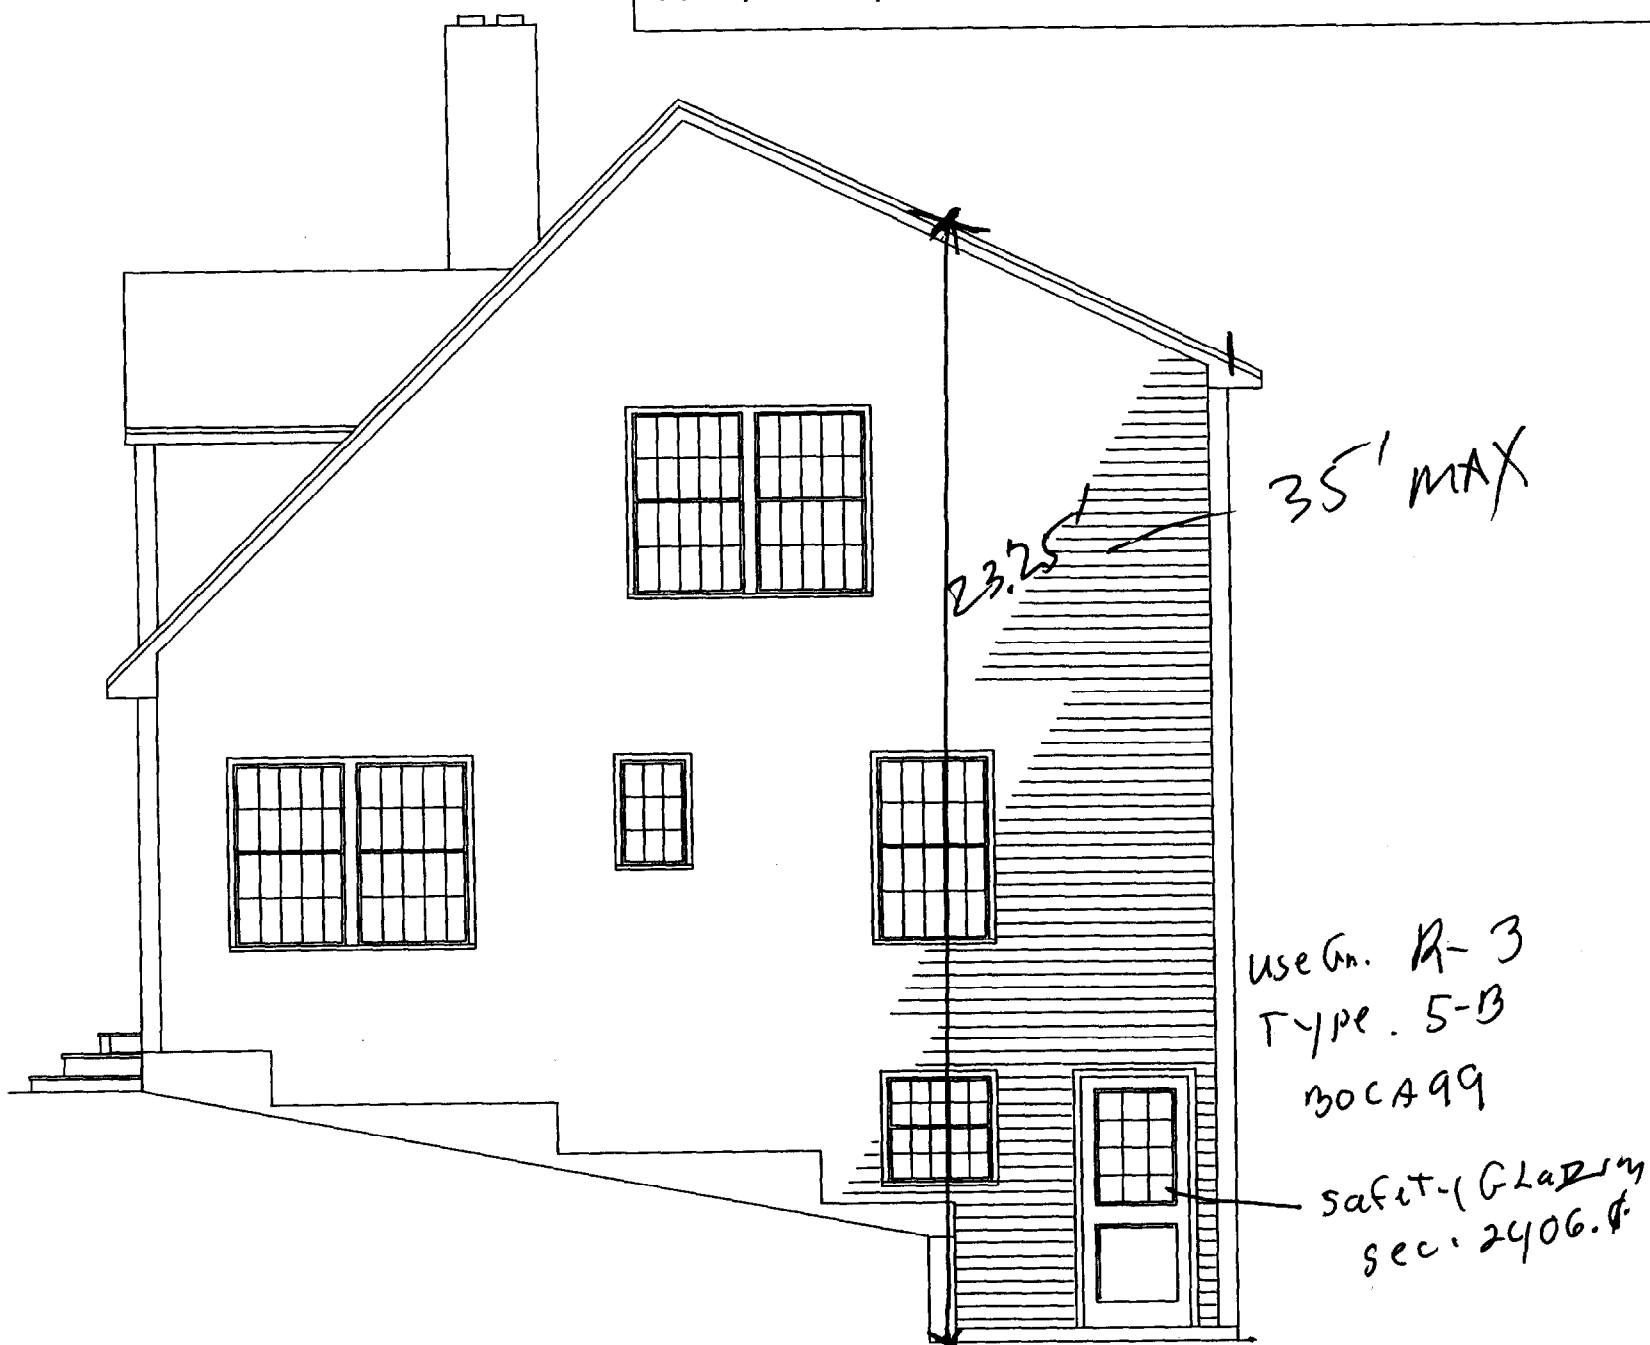 35' MAX
23.25'
Use Gr. R-3
Type. 5-B
BOCA 99
Safety Glazing
sec. 2406.